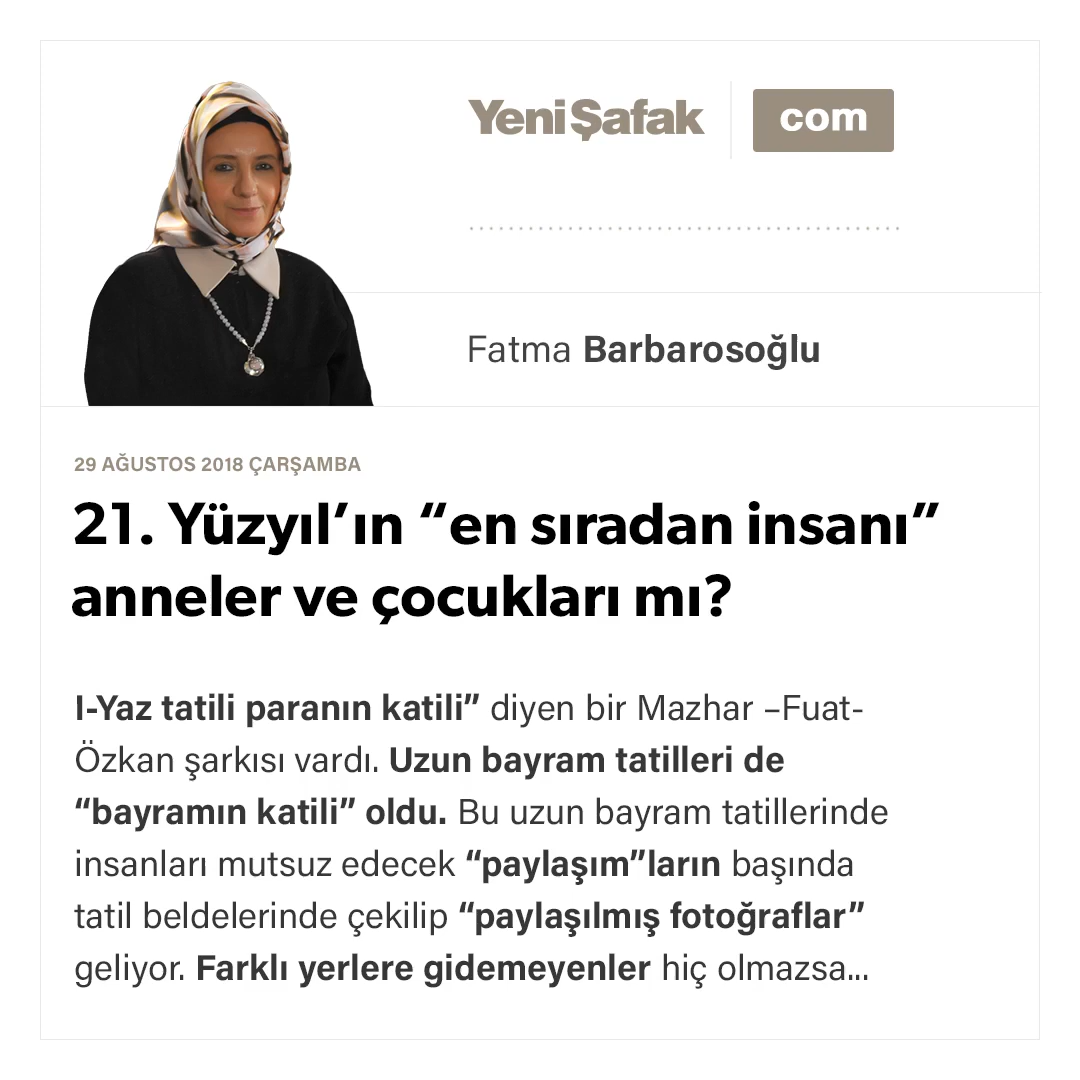 YeniŞafak com
Fatma Barbarosoğlu
29 AĞUSTOS 2018 ÇARŞAMBA
21. Yüzyıl’ın “en sıradan insanı”
anneler ve çocukları mı?
I-Yaz tatili paranın katili” diyen bir Mazhar –Fuat-
Özkan şarkısı vardı. Uzun bayram tatilleri de
“bayramın katili” oldu. Bu uzun bayram tatillerinde
insanları mutsuz edecek “paylaşım”ların başında
tatil beldelerinde çekilip “paylaşılmış fotoğraflar”
geliyor. Farklı yerlere gidemeyenler hiç olmazsa...